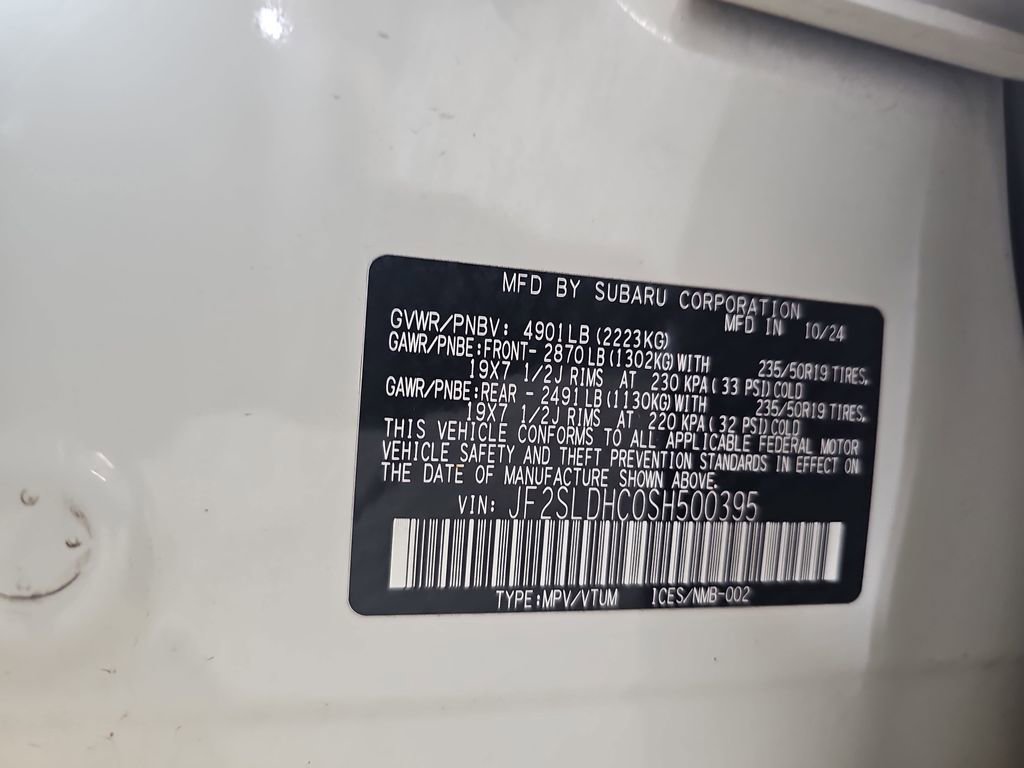 MFD BY SUBARU CORPORATION
MFD IN 10/24
GVWR/PNBV: 4901LB(2223KG)
GAWR/PNBE:FRONT- 2870LB(1302KG)WITH 235/50R19 TIRES,
19X7 1/2J RIMS AT 230 KPA(33 PSI)COLD
GAWR/PNBE:REAR - 2491LB(1130KG)WITH 235/50R19 TIRES,
19X7 1/2J RIMS AT 220 KPA(32 PSI)COLD
THIS VEHICLE CONFORMS TO ALL APPLICABLE FEDERAL MOTOR
VEHICLE SAFETY AND THEFT PREVENTION STANDARDS IN EFFECT ON
THE DATE OF MANUFACTURE SHOWN ABOVE.
VIN: JF2SLDHC0SH500395
TYPE:MPV/VTUM ICES/NMB-002